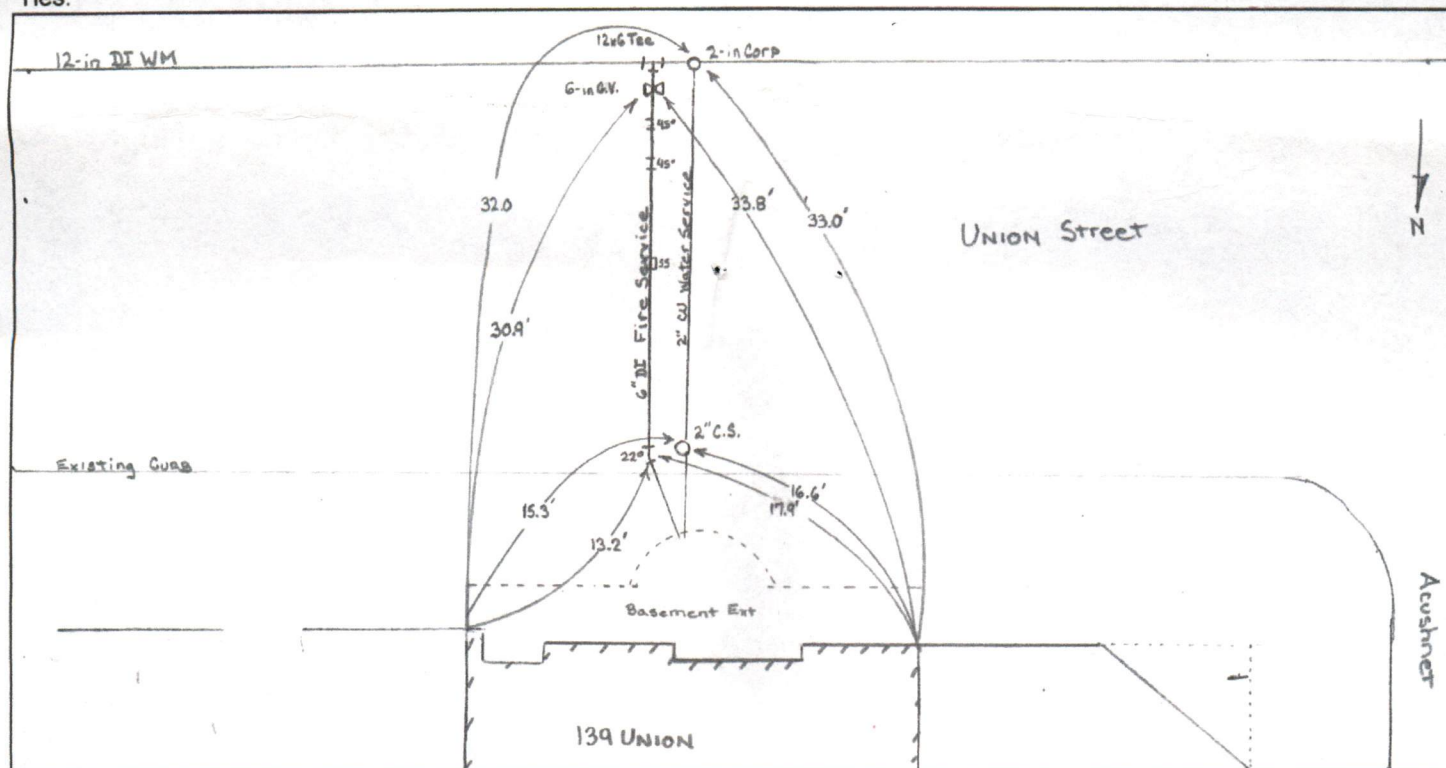 ries:
12-in DI WM
12x6 Tee
2-in Corp
6-in G.V.
45°
45°
32.0
33.8'
33.0'
N
UNION Street
6" DI Fire Service
2" CU Water Service
SS
30.9'
2" C.S.
22°
Existing Curb
15.3'
16.6'
17.9'
13.2'
Basement Ext
Acushnet
139 UNION